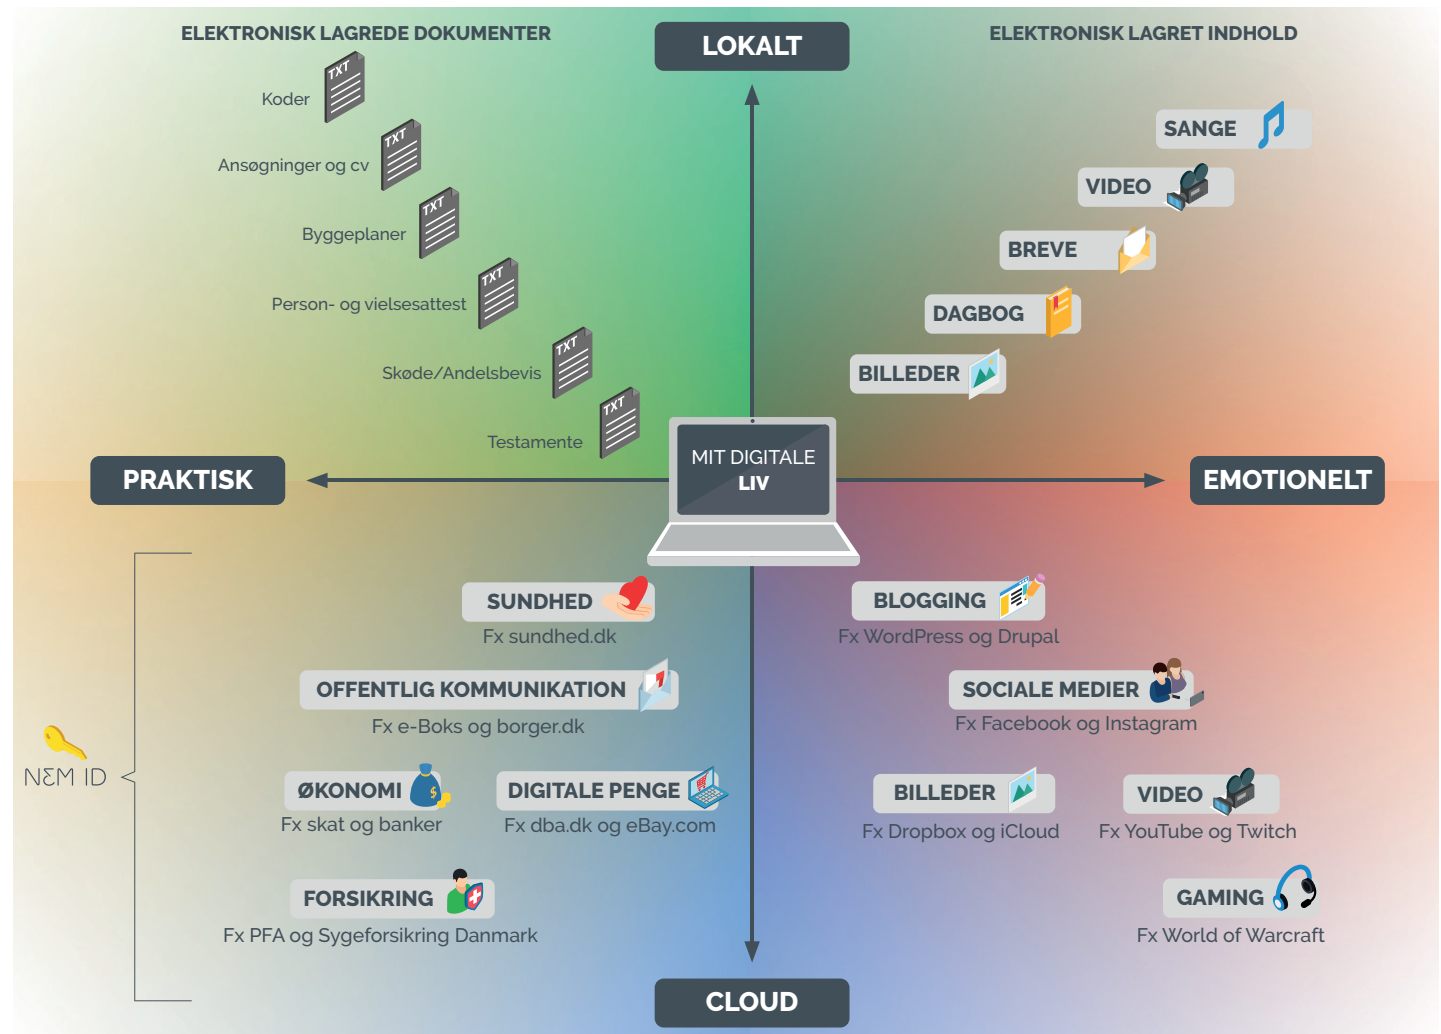 ELEKTRONISK LAGREDE DOKUMENTER
LOKALT
ELEKTRONISK LAGRET INDHOLD
TXT
Koder
TXT
Ansøgninger og cv
TXT
Byggeplaner
TXT
Person- og vielsesattest
TXT
Skøde/Andelsbevis
TXT
Testamente
SANGE
VIDEO
BREVE
DAGBOG
BILLEDER
PRAKTISK
MIT DIGITALE
LIV
EMOTIONELT
NEM ID
SUNDHED
Fx sundhed.dk
OFFENTLIG KOMMUNIKATION
Fx e-Boks og borger.dk
ØKONOMI
$
Fx skat og banker
DIGITALE PENGE
Fx dba.dk og eBay.com
FORSIKRING
Fx PFA og Sygeforsikring Danmark
BLOGGING
Fx WordPress og Drupal
SOCIALE MEDIER
Fx Facebook og Instagram
BILLEDER
Fx Dropbox og iCloud
VIDEO
Fx YouTube og Twitch
GAMING
Fx World of Warcraft
CLOUD